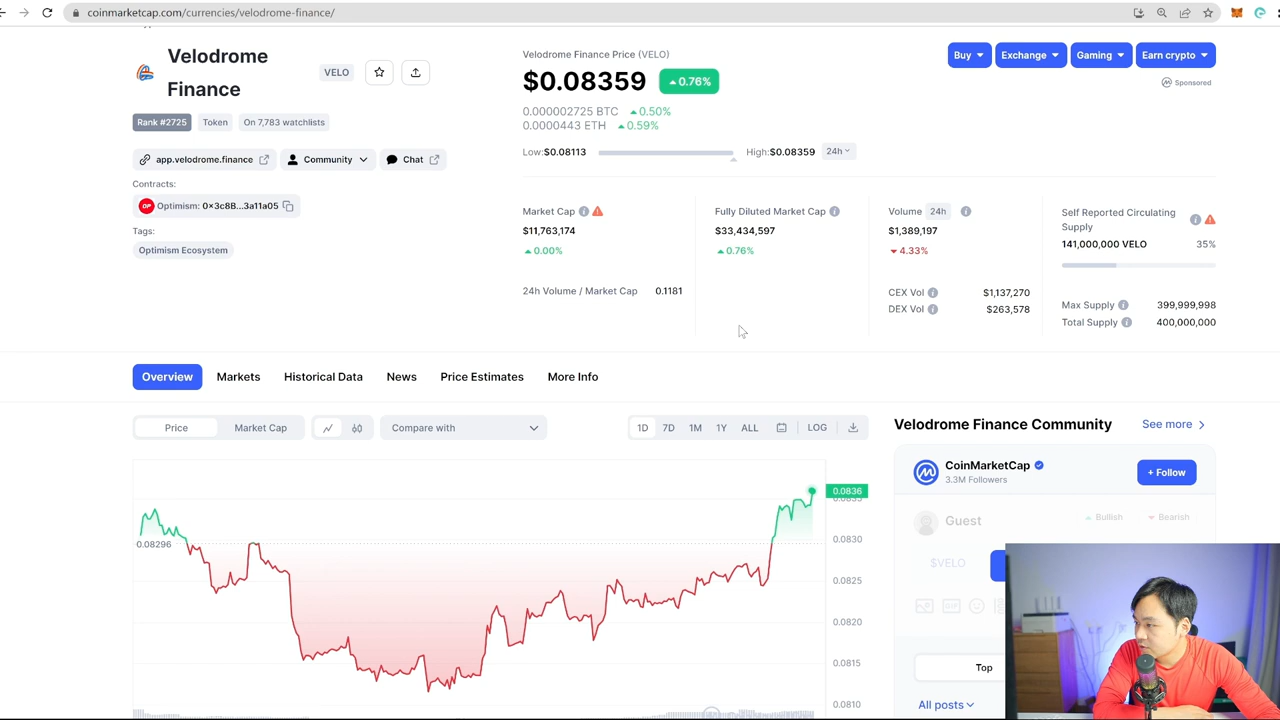 coinmarketcap.com/currencies/velodrome-finance/
Velodrome
Finance
VELO
Rank #2725
Token
On 7,783 watchlists
app.velodrome.finance
Community
Chat
Contracts:
Optimism: 0x3c8B...3a11a05
Tags:
Optimism Ecosystem
Velodrome Finance Price (VELO)
$0.08359
0.76%
0.000002725 BTC 0.50%
0.0000443 ETH 0.59%
Low:$0.08113
High:$0.08359
24h
Buy
Exchange
Gaming
Earn crypto
Sponsored
Market Cap
$11,763,174
0.00%
24h Volume / Market Cap 0.1181
Fully Diluted Market Cap
$33,434,597
0.76%
Volume 24h
$1,389,197
4.33%
CEX Vol $1,137,270
DEX Vol $263,578
Self Reported Circulating
Supply
141,000,000 VELO 35%
Max Supply 399,999,998
Total Supply 400,000,000
Overview
Markets
Historical Data
News
Price Estimates
More Info
Price
Market Cap
Compare with
1D
7D
1M
1Y
ALL
LOG
0.0836
0.0835
0.08296
0.0830
0.0825
0.0820
0.0815
0.0810
Velodrome Finance Community
See more
CoinMarketCap
3.3M Followers
+ Follow
Guest
Bullish
Bearish
$VELO
GIF
Top
All posts